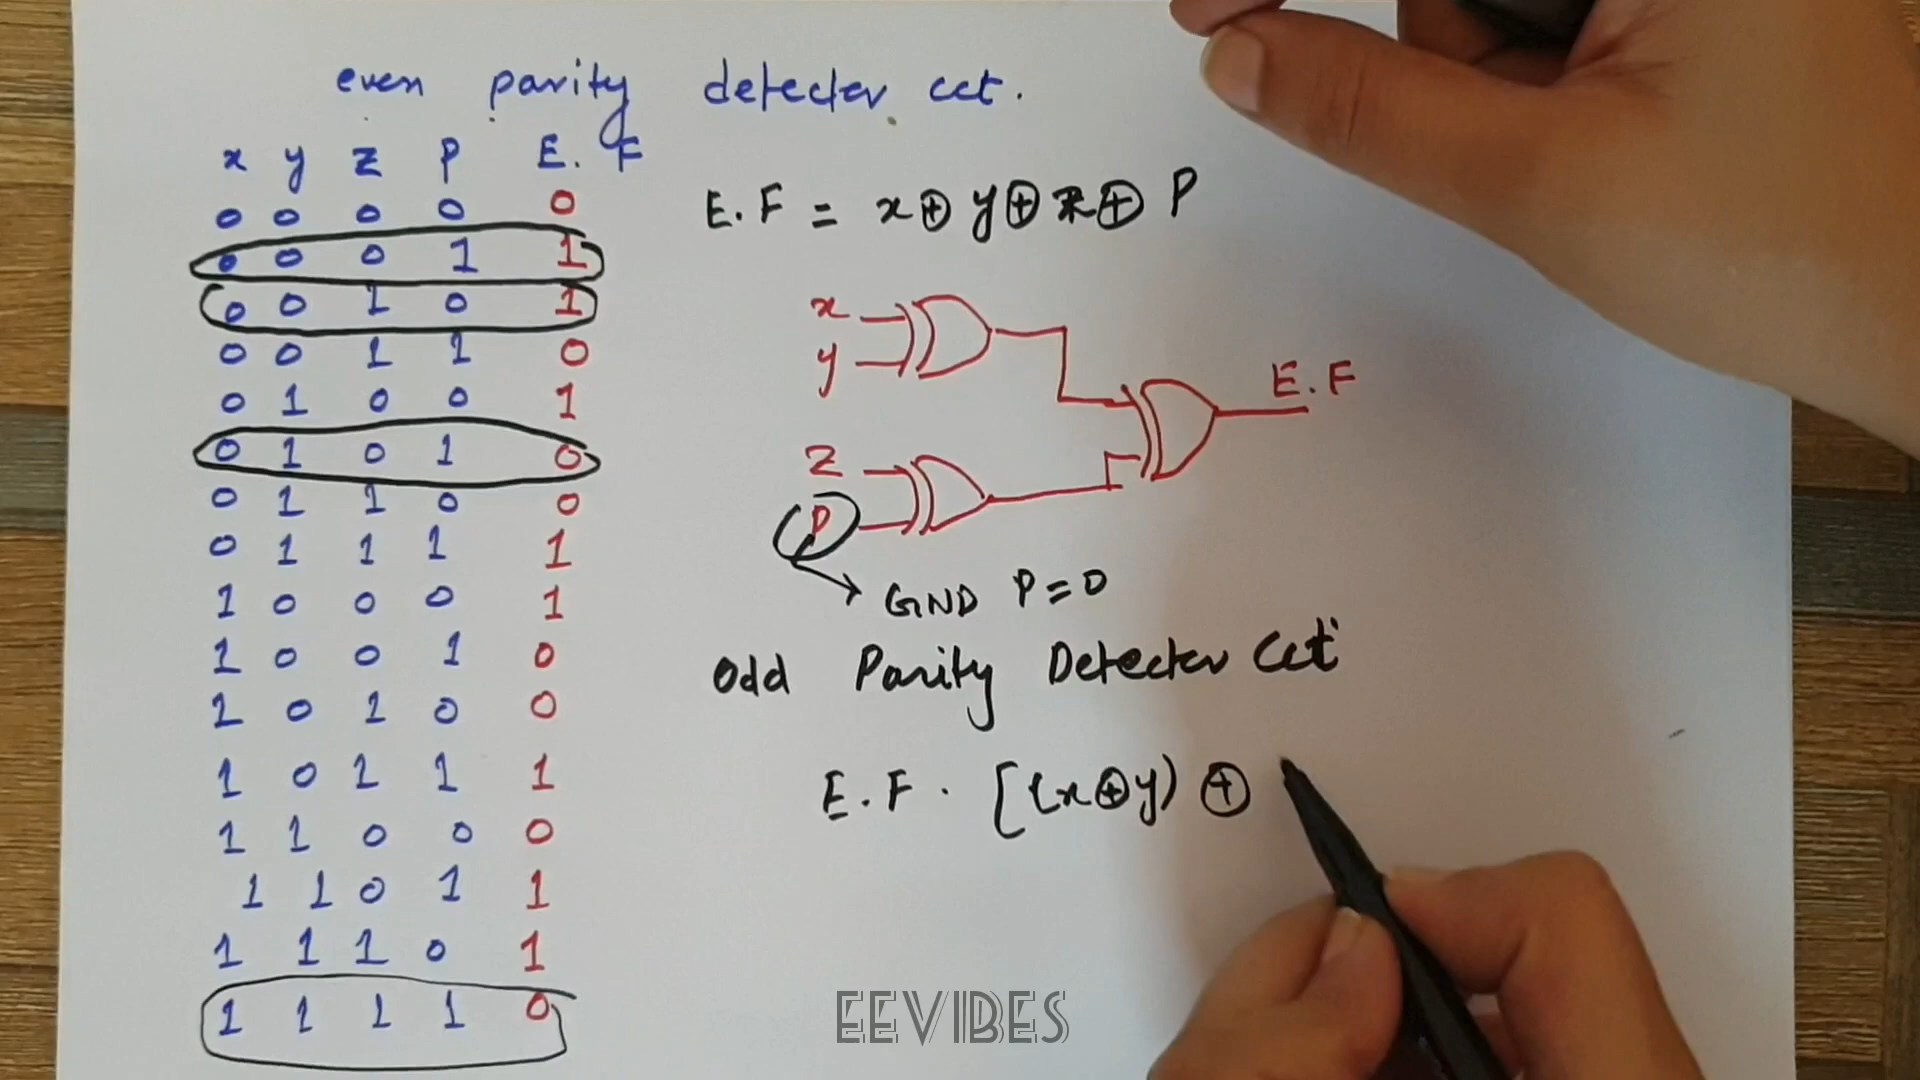 even parity detector cct.
x y z P E. F
0 0 0 0 0
0 0 0 1 1
0 0 1 0 1
0 0 1 1 0
0 1 0 0 1
0 1 0 1 0
0 1 1 0 0
0 1 1 1 1
1 0 0 0 1
1 0 0 1 0
1 0 1 0 0
1 0 1 1 1
1 1 0 0 0
1 1 0 1 1
1 1 1 0 1
1 1 1 1 0
E.F = x⊕y⊕z⊕P
x
y
E.F
z
P
GND P=0
Odd Parity Detector Cct
E.F. [(x⊕y) ⊕
EEVIBES